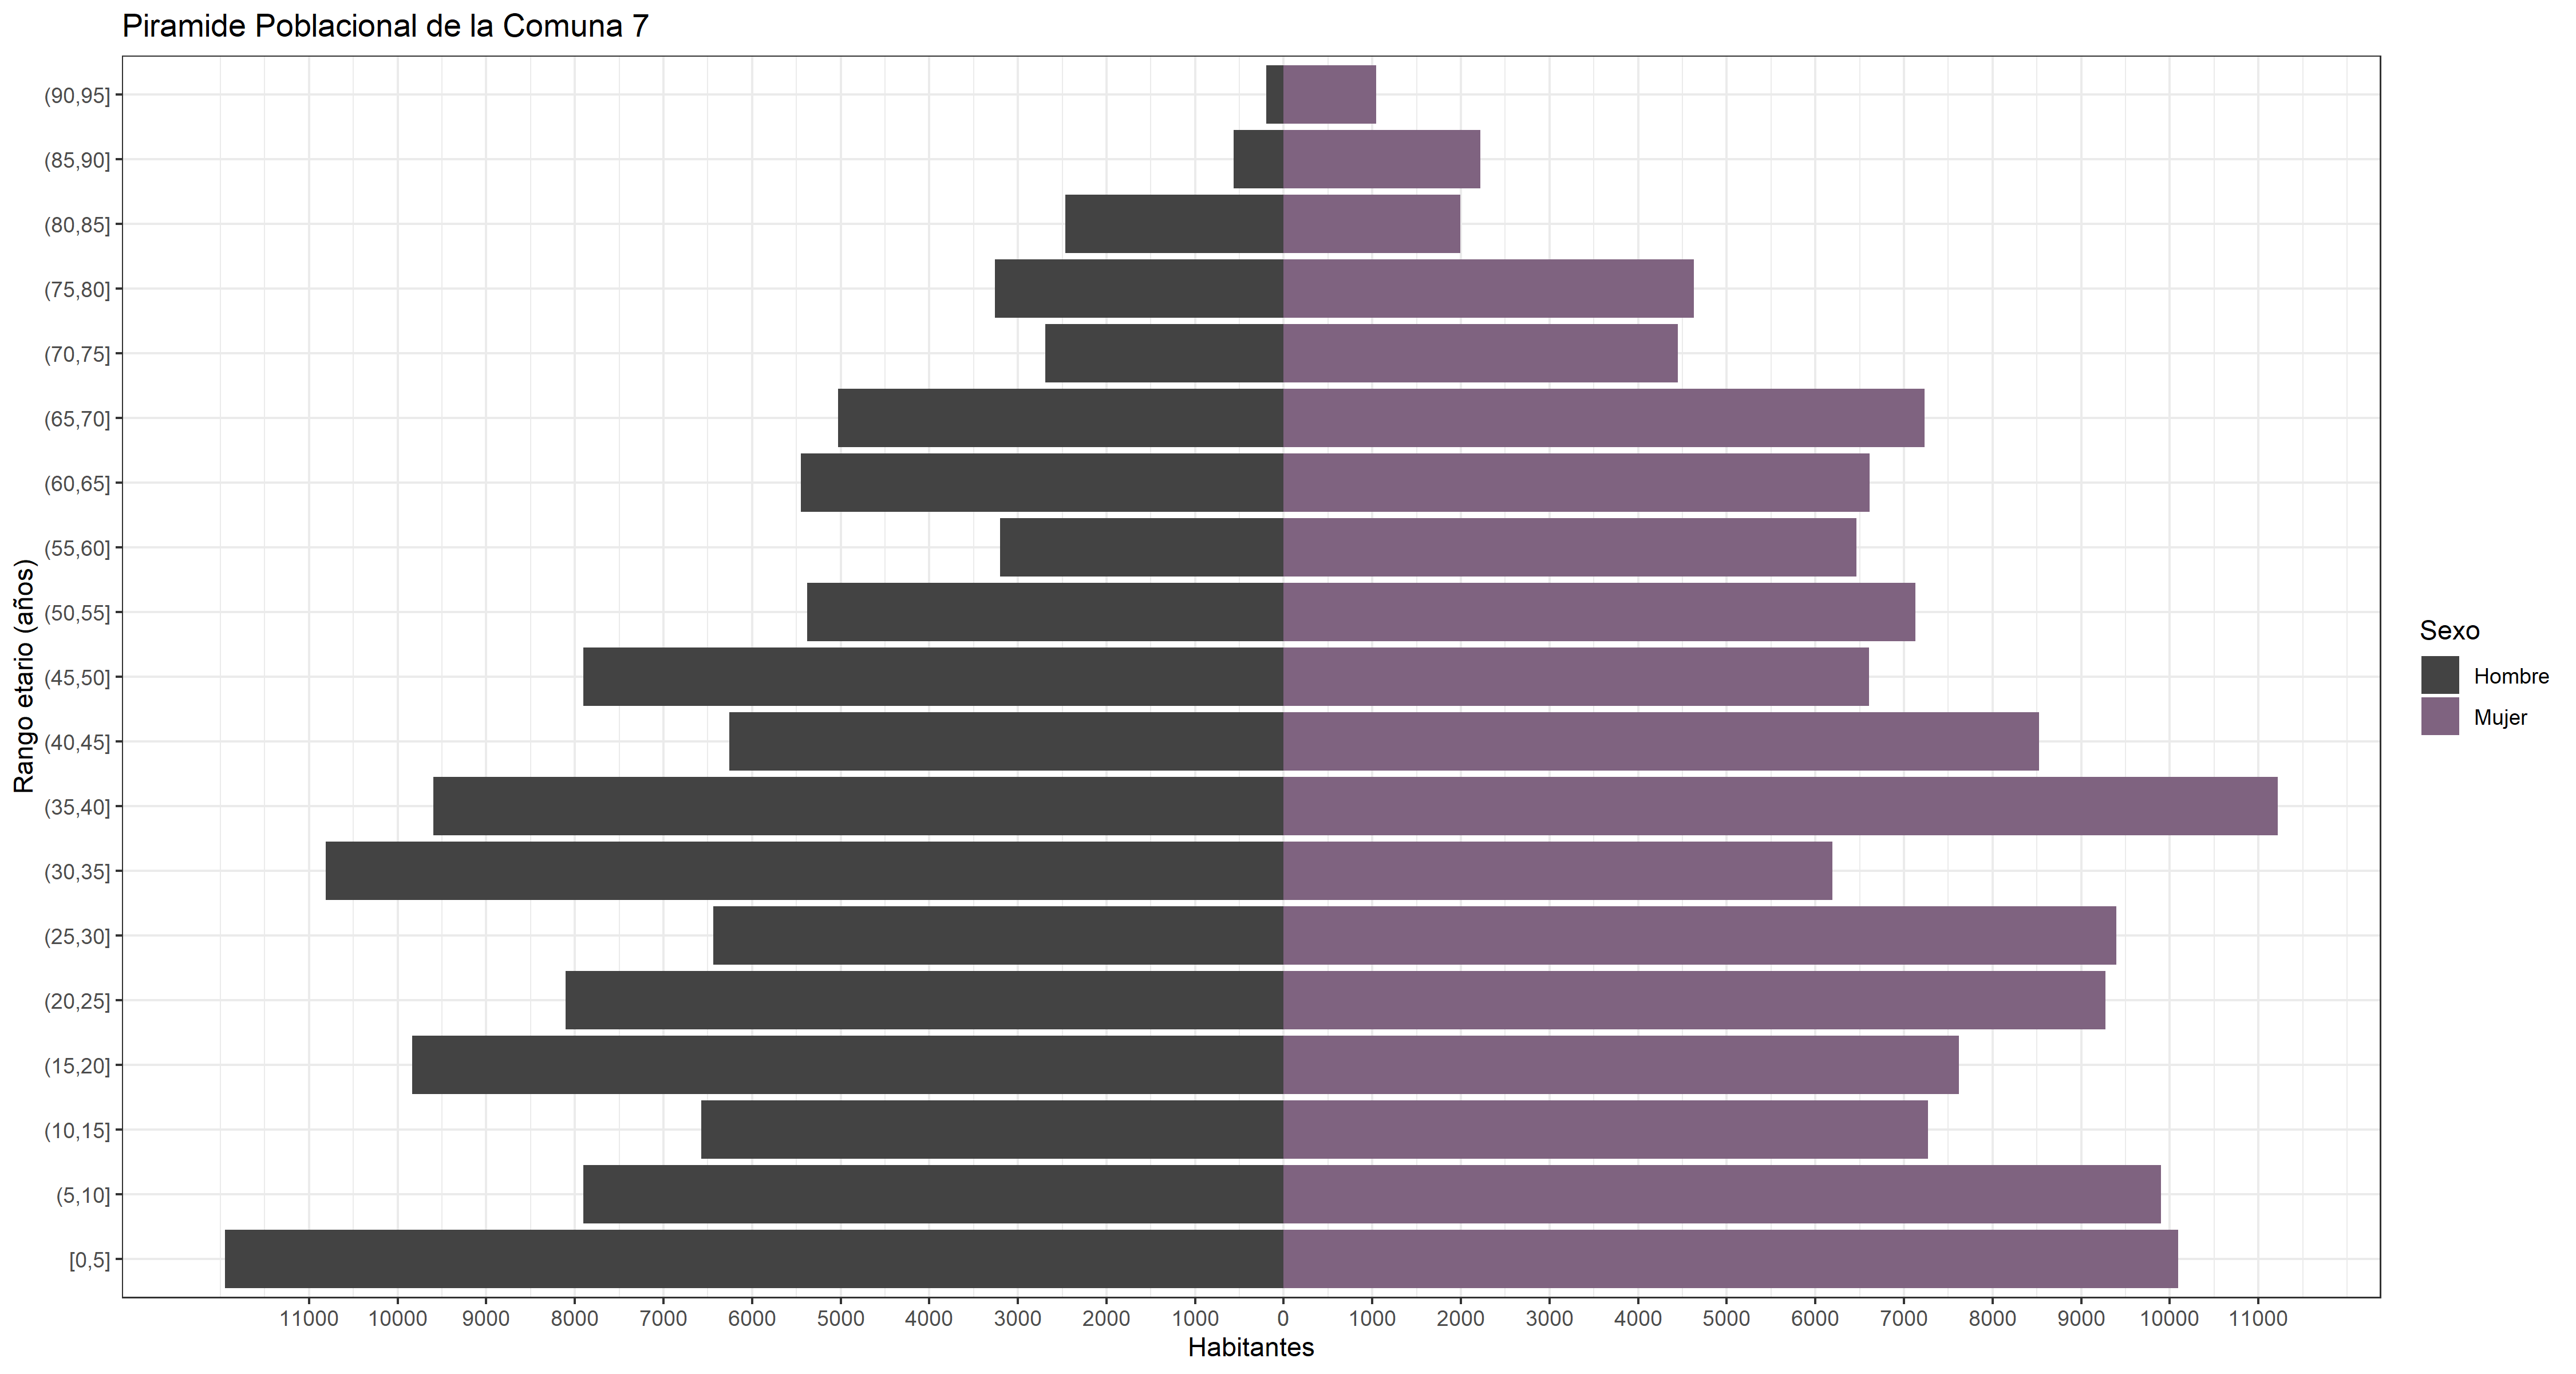 Piramide Poblacional de la Comuna 7
Rango etario (años)
(90,95]
(85,90]
(80,85]
(75,80]
(70,75]
(65,70]
(60,65]
(55,60]
(50,55]
(45,50]
(40,45]
(35,40]
(30,35]
(25,30]
(20,25]
(15,20]
(10,15]
(5,10]
[0,5]
11000 10000 9000 8000 7000 6000 5000 4000 3000 2000 1000 0 1000 2000 3000 4000 5000 6000 7000 8000 9000 10000 11000
Habitantes
Sexo
Hombre
Mujer